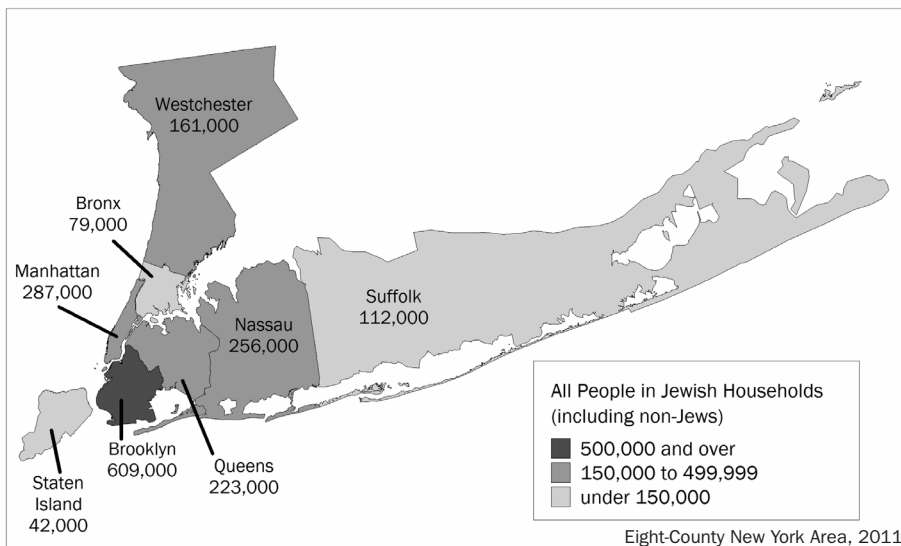 Westchester
161,000
Bronx
79,000
Manhattan
287,000
Nassau
256,000
Suffolk
112,000
Brooklyn
609,000
Queens
223,000
Staten
Island
42,000
All People in Jewish Households
(including non-Jews)
500,000 and over
150,000 to 499,999
under 150,000
Eight-County New York Area, 2011